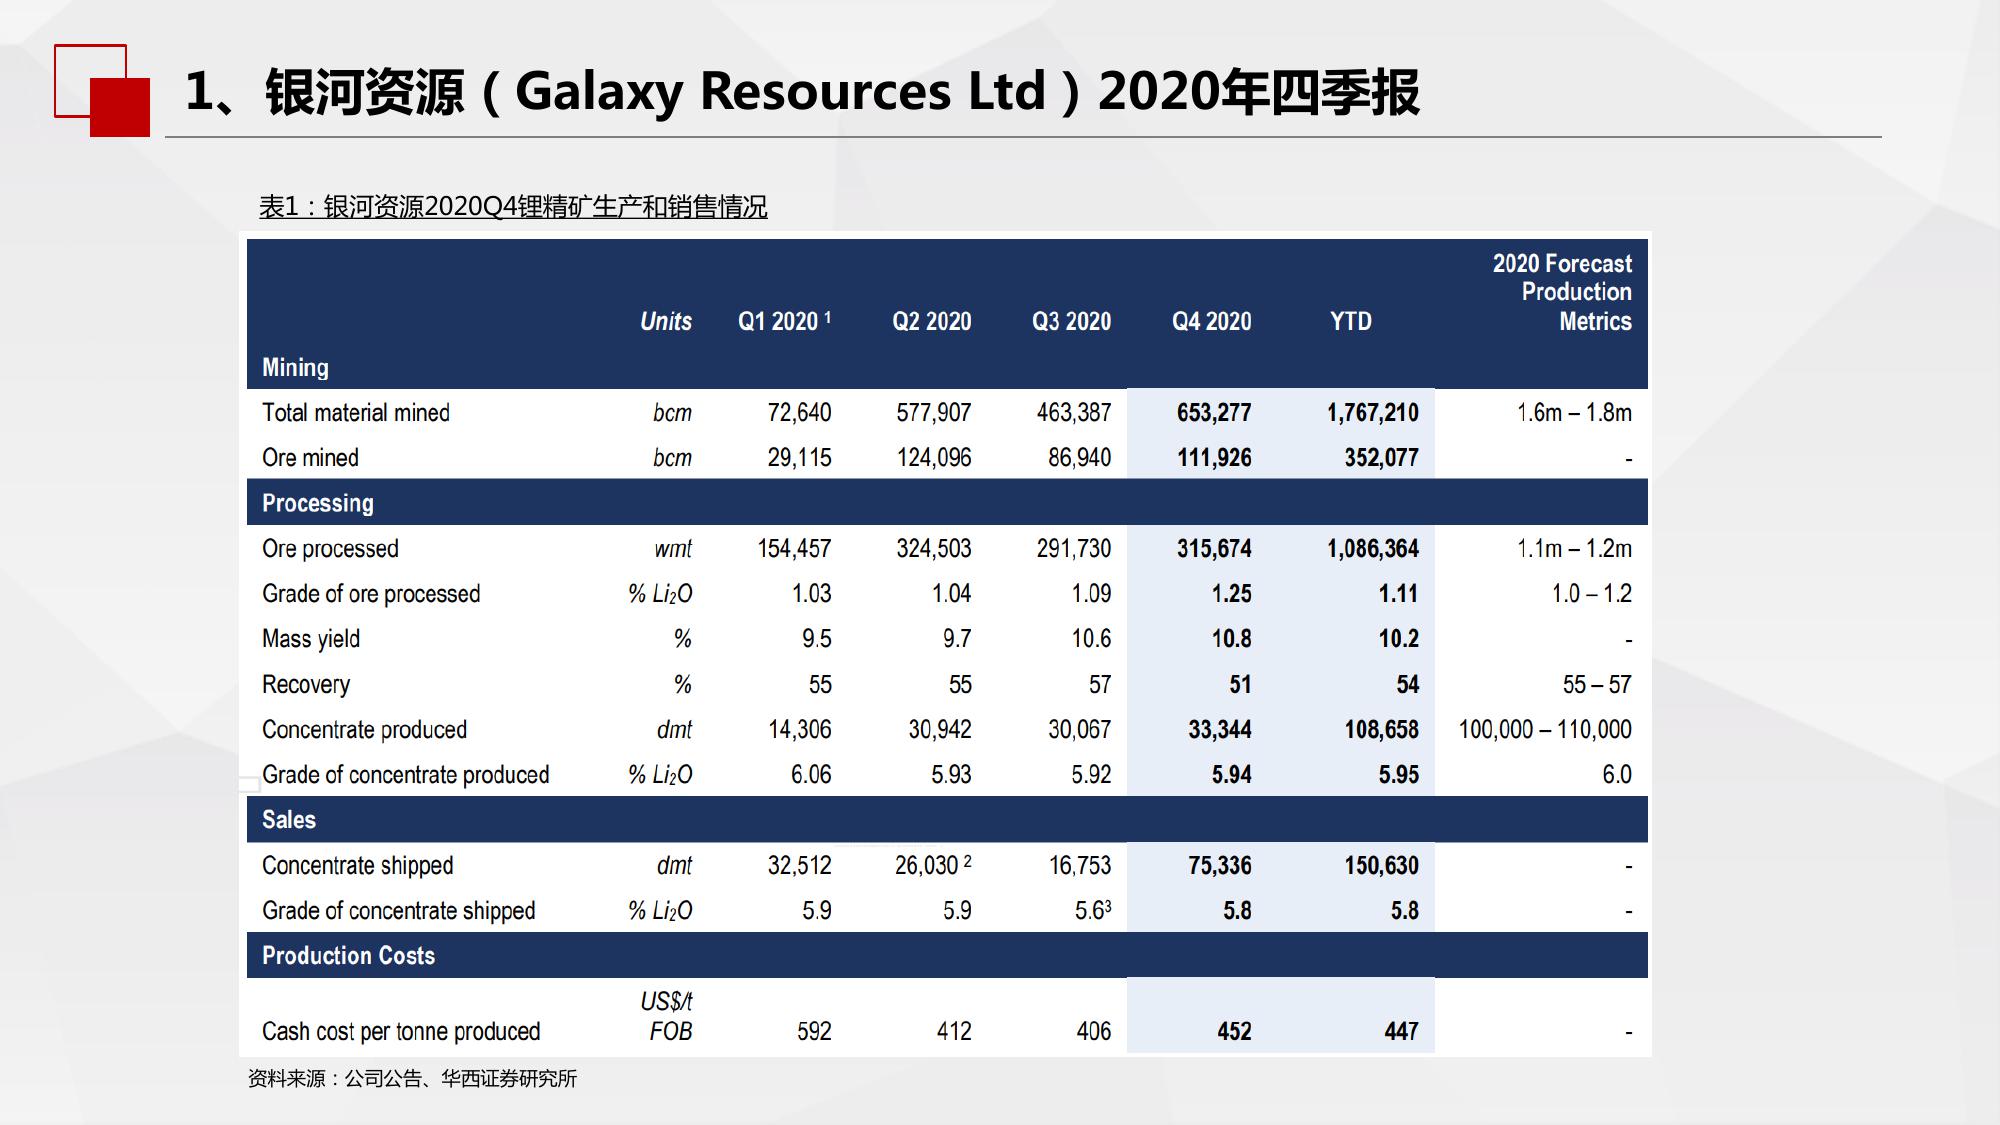 1、银河资源（Galaxy Resources Ltd）2020年四季报
表1：银河资源2020Q4锂精矿生产和销售情况
Units Q1 2020 ¹ Q2 2020 Q3 2020 Q4 2020 YTD 2020 Forecast Production Metrics
Mining
Total material mined bcm 72,640 577,907 463,387 653,277 1,767,210 1.6m – 1.8m
Ore mined bcm 29,115 124,096 86,940 111,926 352,077 -
Processing
Ore processed wmt 154,457 324,503 291,730 315,674 1,086,364 1.1m – 1.2m
Grade of ore processed % Li₂O 1.03 1.04 1.09 1.25 1.11 1.0 – 1.2
Mass yield % 9.5 9.7 10.6 10.8 10.2 -
Recovery % 55 55 57 51 54 55 – 57
Concentrate produced dmt 14,306 30,942 30,067 33,344 108,658 100,000 – 110,000
Grade of concentrate produced % Li₂O 6.06 5.93 5.92 5.94 5.95 6.0
Sales
Concentrate shipped dmt 32,512 26,030 ² 16,753 75,336 150,630 -
Grade of concentrate shipped % Li₂O 5.9 5.9 5.6³ 5.8 5.8 -
Production Costs
Cash cost per tonne produced US$/t FOB 592 412 406 452 447 -
资料来源：公司公告、华西证券研究所